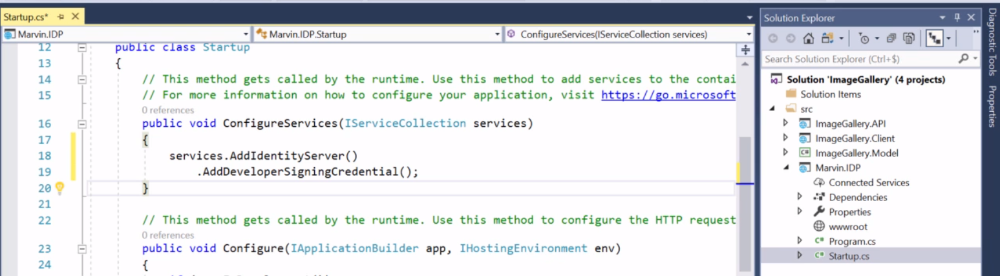 Startup.cs*
Marvin.IDP
Marvin.IDP.Startup
ConfigureServices(IServiceCollection services)
12 public class Startup
13 {
14 // This method gets called by the runtime. Use this method to add services to the contai
15 // For more information on how to configure your application, visit https://go.microsoft
0 references
16 public void ConfigureServices(IServiceCollection services)
17 {
18 services.AddIdentityServer()
19 .AddDeveloperSigningCredential();
20 }
21
22 // This method gets called by the runtime. Use this method to configure the HTTP request
0 references
23 public void Configure(IApplicationBuilder app, IHostingEnvironment env)
24 {
Solution Explorer
Search Solution Explorer (Ctrl+$)
Solution 'ImageGallery' (4 projects)
Solution Items
src
ImageGallery.API
ImageGallery.Client
C# ImageGallery.Model
Marvin.IDP
Connected Services
Dependencies
Properties
wwwroot
C# Program.cs
C# Startup.cs
Diagnostic Tools
Properties